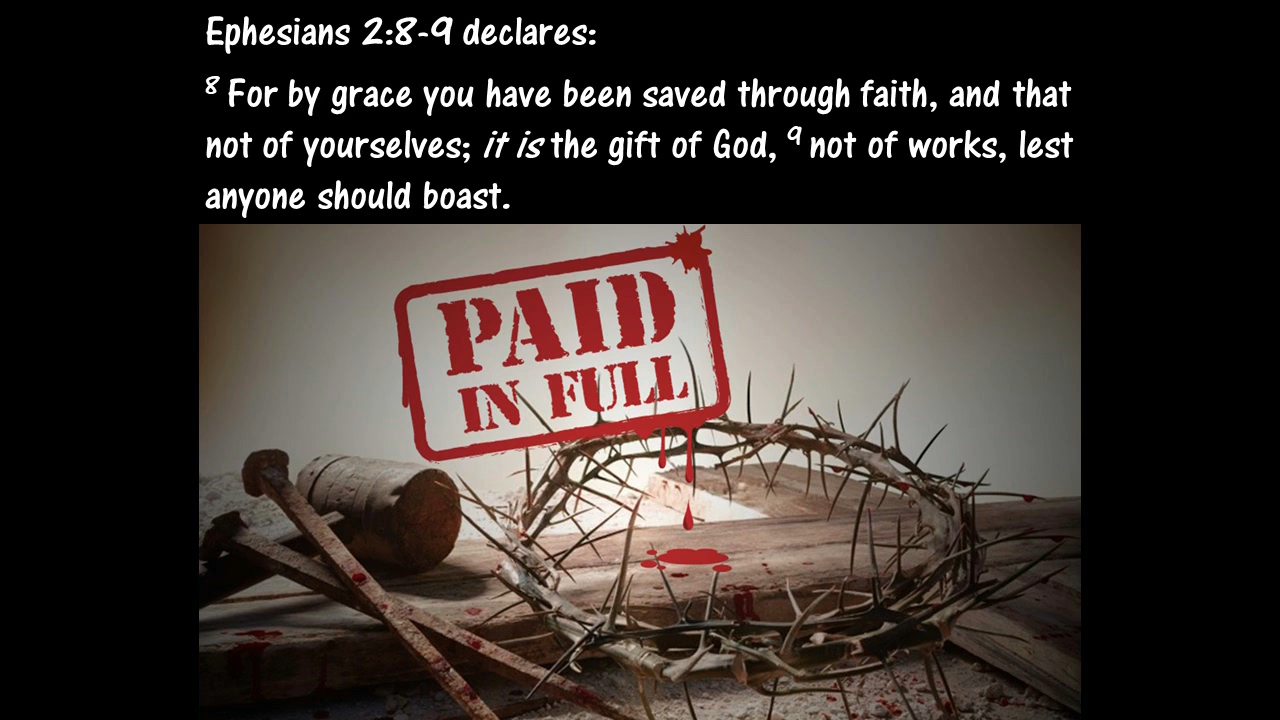 Ephesians 2:8-9 declares:
⁸ For by grace you have been saved through faith, and that
not of yourselves; it is the gift of God, ⁹ not of works, lest
anyone should boast.
PAID
IN FULL